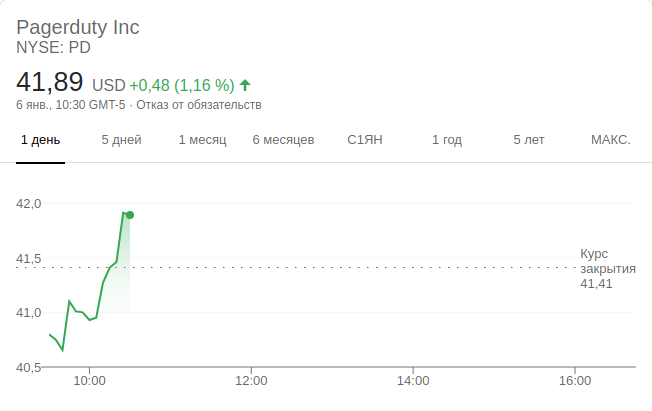 Pagerduty Inc
NYSE: PD
41,89 USD +0,48 (1,16 %)
6 янв., 10:30 GMT-5 · Отказ от обязательств
1 день 5 дней 1 месяц 6 месяцев С1ЯН 1 год 5 лет МАКС.
42,0
41,5
41,0
40,5
Курс
закрытия
41,41
10:00 12:00 14:00 16:00